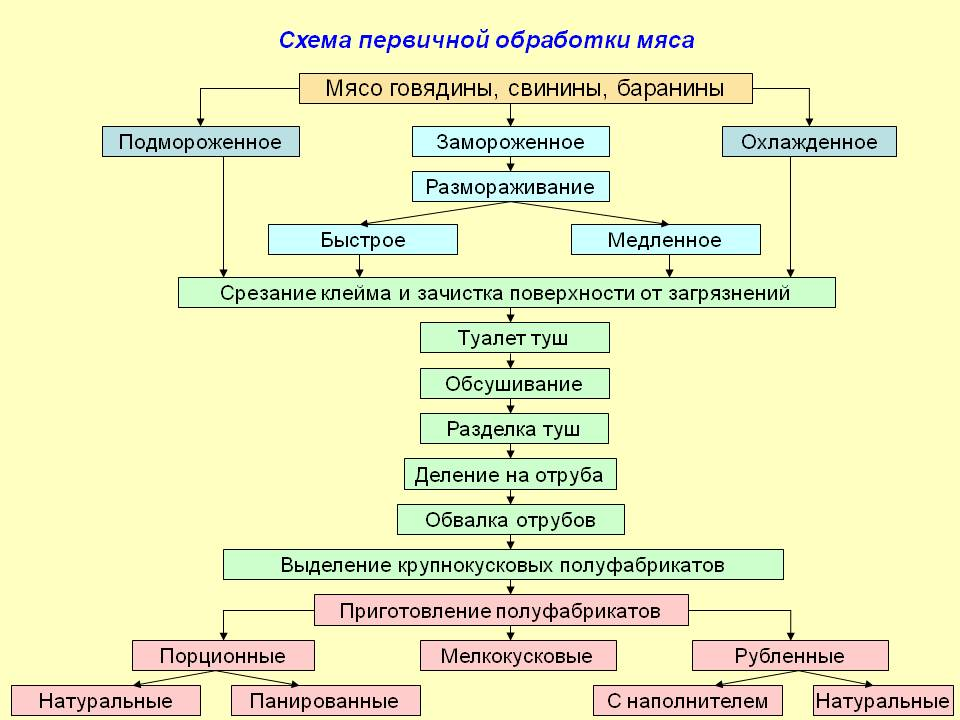 Схема первичной обработки мяса
Мясо говядины, свинины, баранины
Подмороженное
Замороженное
Охлажденное
Размораживание
Быстрое
Медленное
Срезание клейма и зачистка поверхности от загрязнений
Туалет туш
Обсушивание
Разделка туш
Деление на отруба
Обвалка отрубов
Выделение крупнокусковых полуфабрикатов
Приготовление полуфабрикатов
Порционные
Мелкокусковые
Рубленные
Натуральные
Панированные
С наполнителем
Натуральные